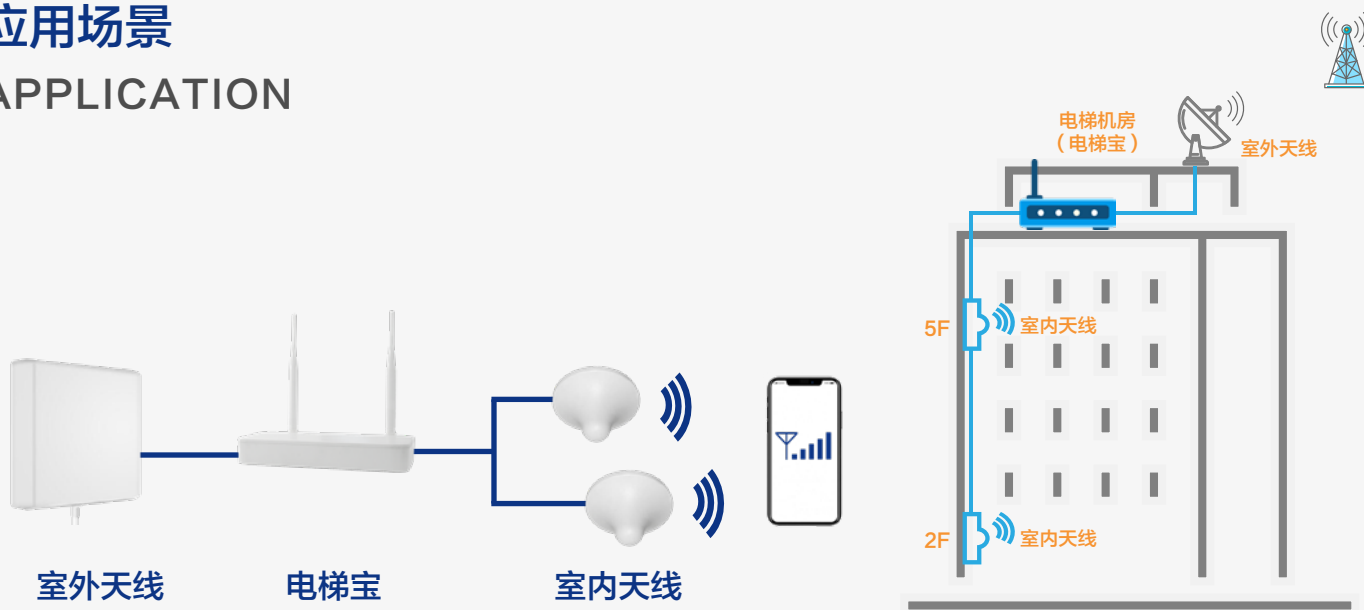 应用场景
APPLICATION
电梯机房
（电梯宝）
室外天线
5F
室内天线
2F
室内天线
室外天线
电梯宝
室内天线